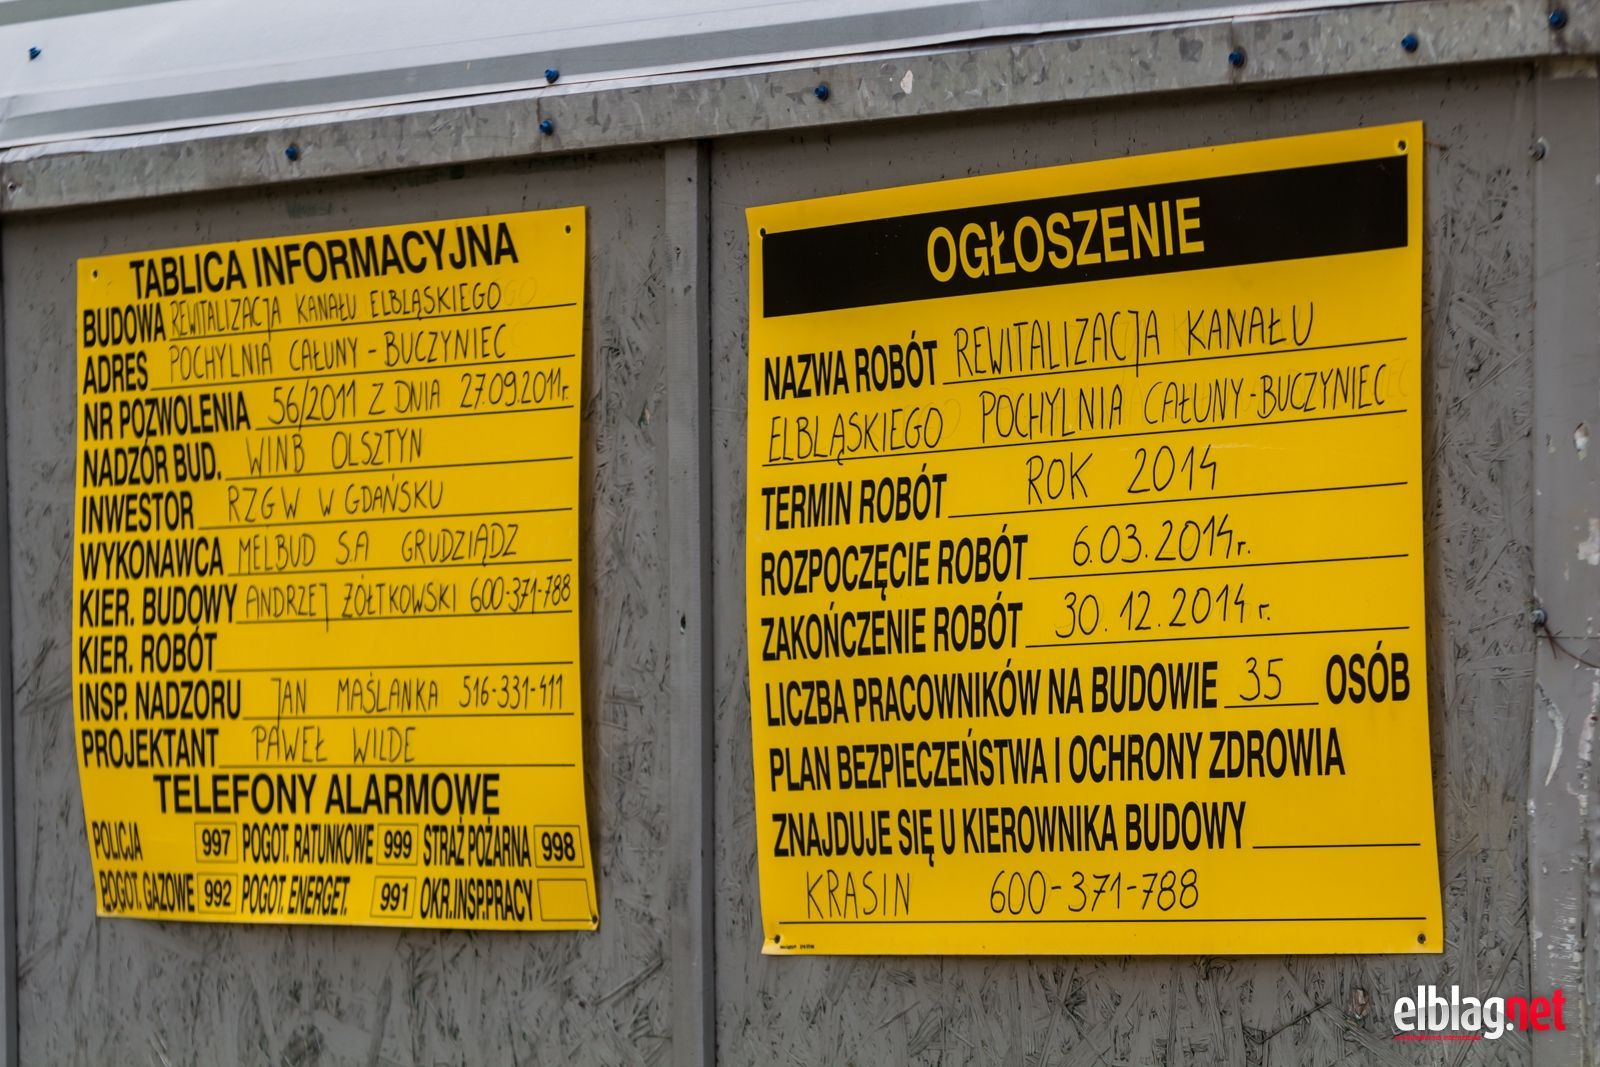 TABLICA INFORMACYJNA
BUDOWA REWITALIZACJA KANAŁU ELBLĄSKIEGO
ADRES POCHYLNIA CAŁUNY - BUCZYNIEC
NR POZWOLENIA 56/2011 Z DNIA 27.09.2011r.
NADZÓR BUD. WINB OLSZTYN
INWESTOR RZGW W GDAŃSKU
WYKONAWCA MELBUD S.A GRUDZIĄDZ
KIER. BUDOWY ANDRZEJ ŻÓŁTKOWSKI 600-371-788
KIER. ROBÓT
INSP. NADZORU JAN MAŚLANKA 516-331-411
PROJEKTANT PAWEŁ WILDE
TELEFONY ALARMOWE
POLICJA 997 POGOT. RATUNKOWE 999 STRAŻ POŻARNA 998
POGOT. GAZOWE 992 POGOT. ENERGET. 991 OKR.INSP.PRACY
OGŁOSZENIE
NAZWA ROBÓT REWITALIZACJA KANAŁU
ELBLĄSKIEGO POCHYLNIA CAŁUNY-BUCZYNIEC
TERMIN ROBÓT ROK 2014
ROZPOCZĘCIE ROBÓT 6.03.2014r.
ZAKOŃCZENIE ROBÓT 30.12.2014r.
LICZBA PRACOWNIKÓW NA BUDOWIE 35 OSÓB
PLAN BEZPIECZEŃSTWA I OCHRONY ZDROWIA
ZNAJDUJE SIĘ U KIEROWNIKA BUDOWY
KRASIN 600-371-788
elblag.net